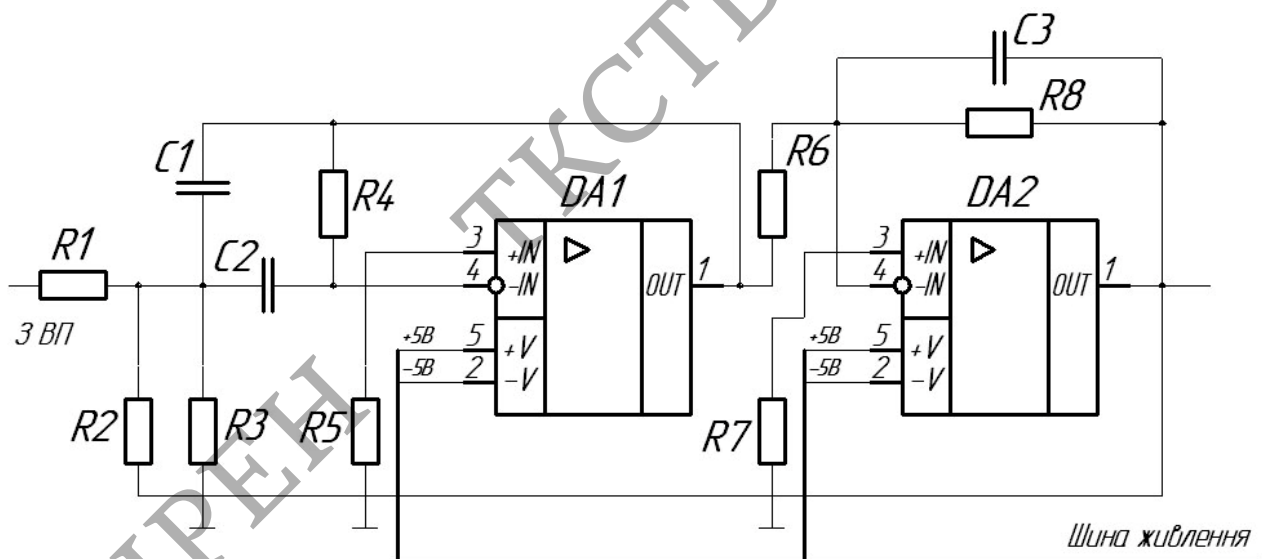 C3
R8
C1
R4
R6
DA1
DA2
R1
C2
3
+IN
4
-IN
OUT
1
3
+IN
4
-IN
OUT
1
З ВП
+5В
5
+V
-5В
2
-V
+5В
5
+V
-5В
2
-V
R2
R3
R5
R7
Шина живлення